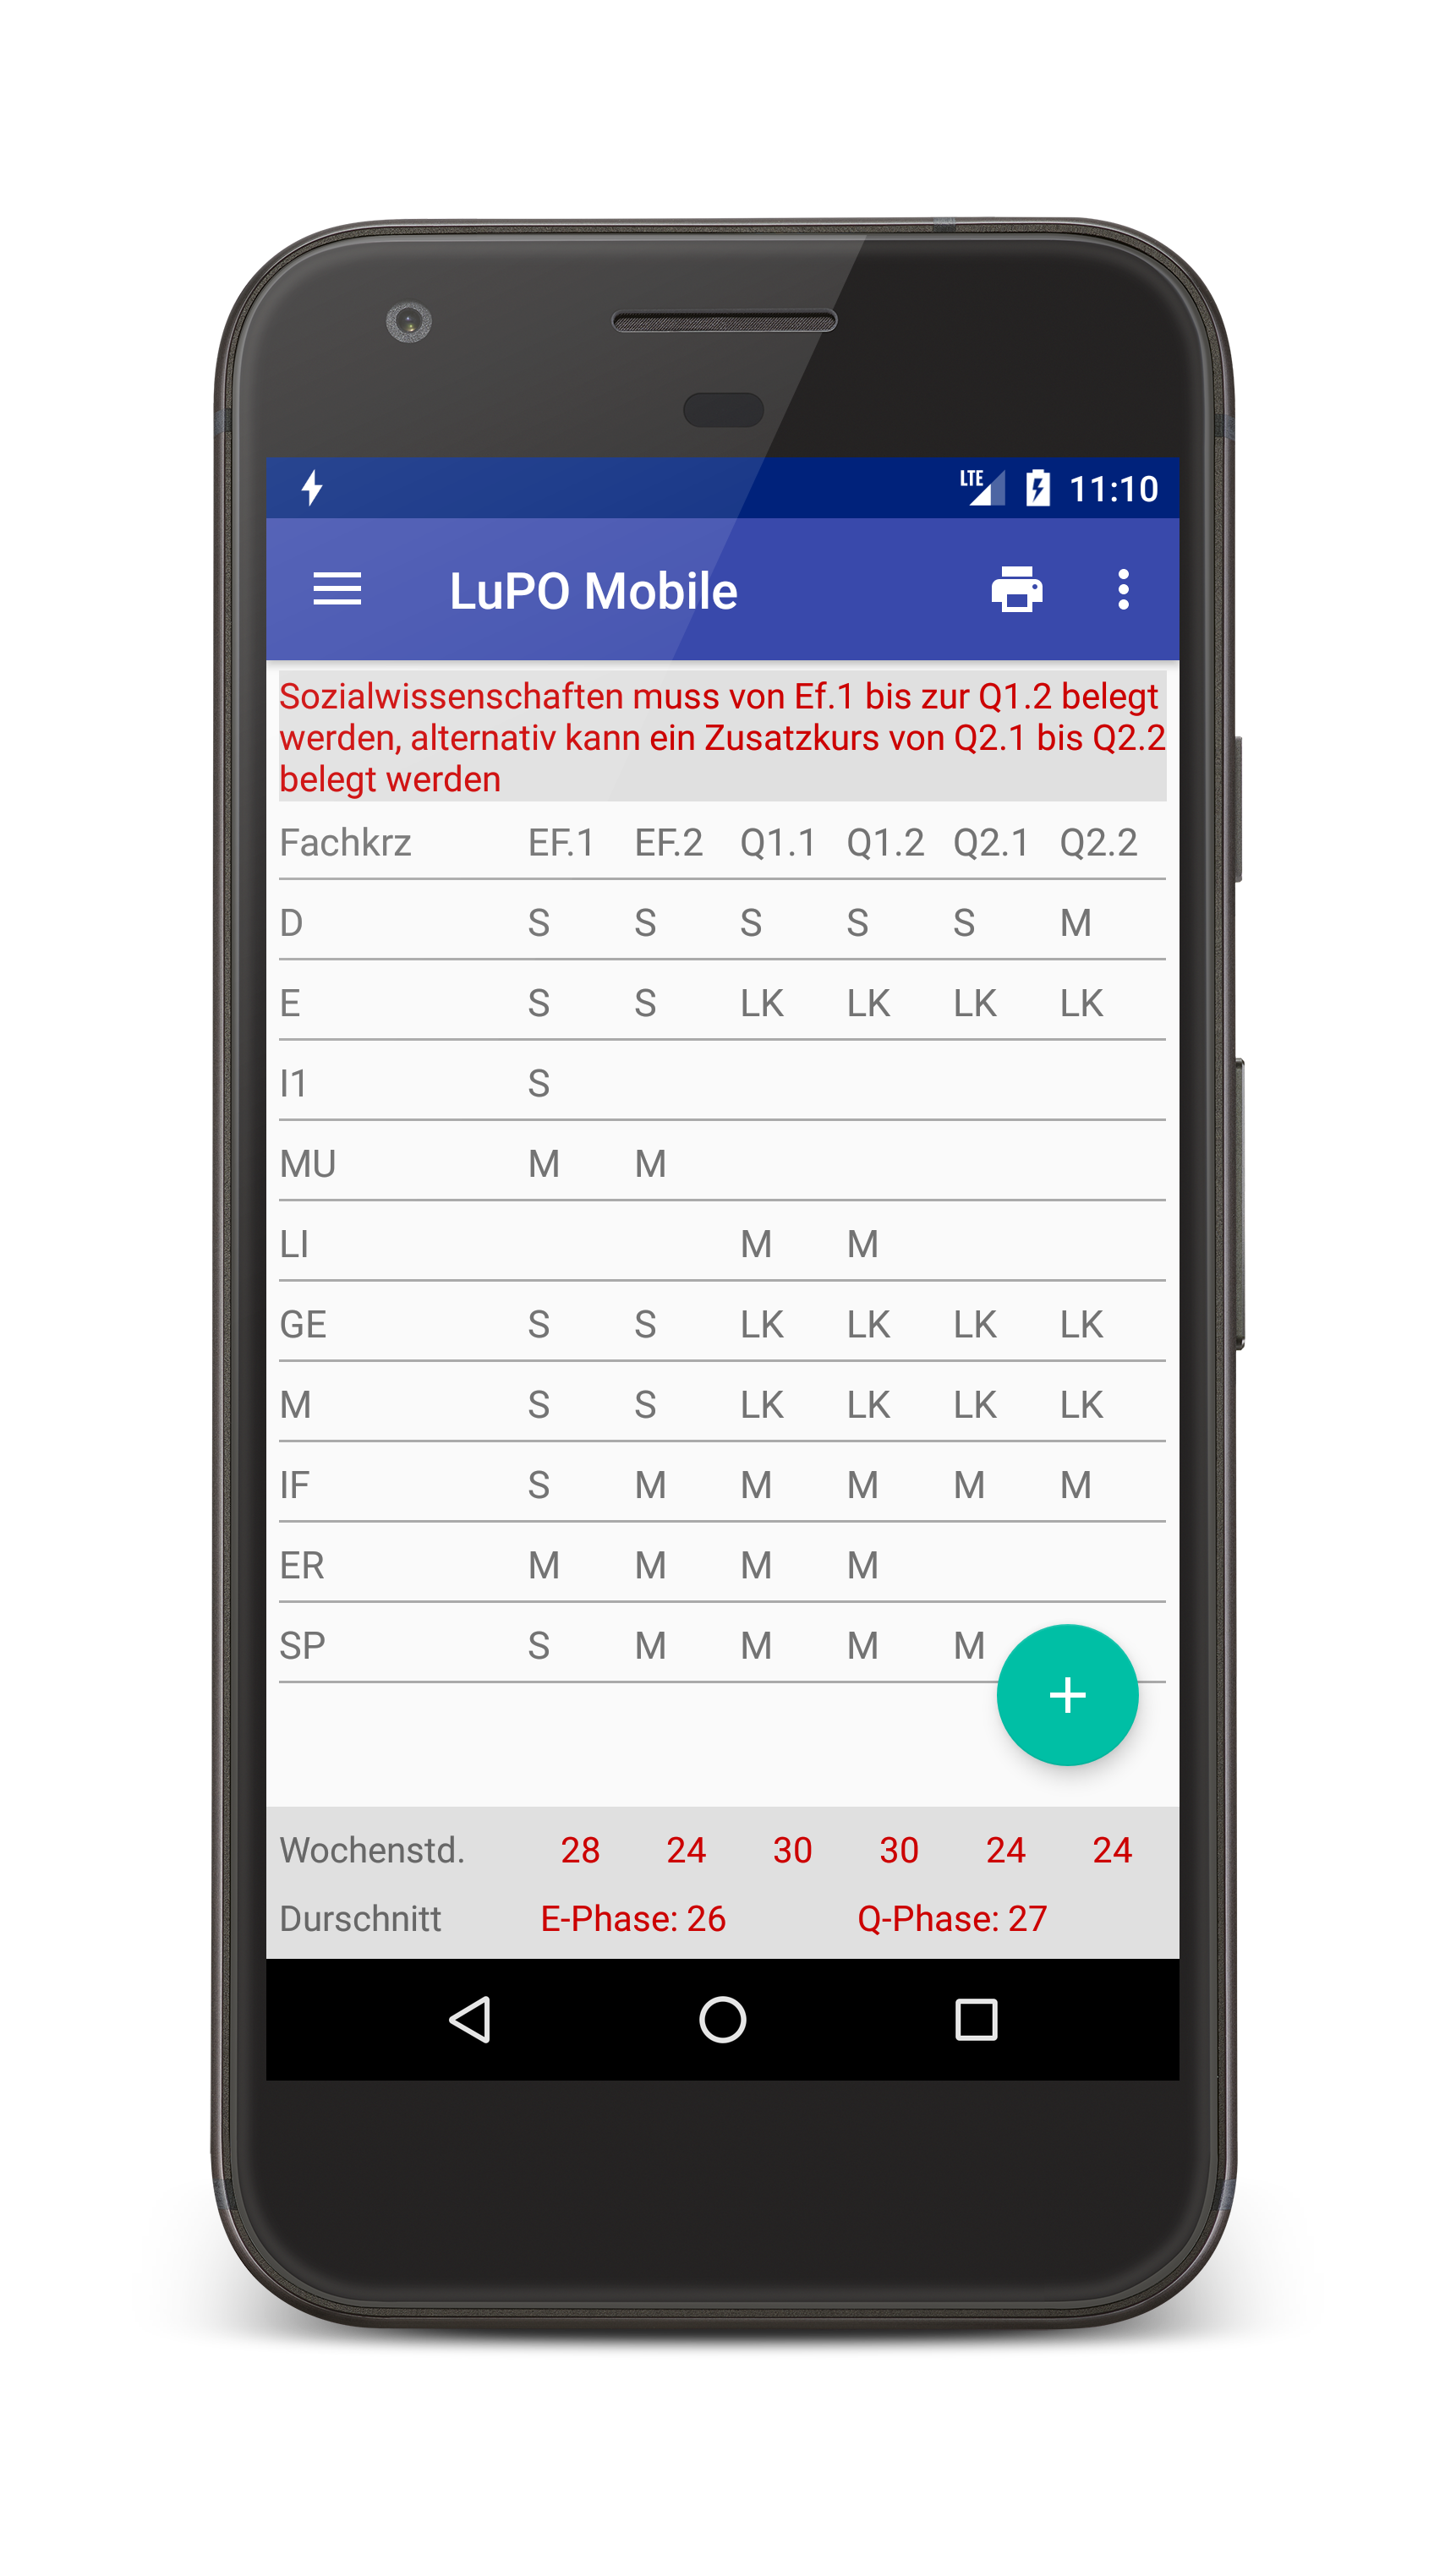 LTE 11:10
LuPO Mobile
Sozialwissenschaften muss von Ef.1 bis zur Q1.2 belegt
werden, alternativ kann ein Zusatzkurs von Q2.1 bis Q2.2
belegt werden
Fachkrz EF.1 EF.2 Q1.1 Q1.2 Q2.1 Q2.2
D S S S S S M
E S S LK LK LK LK
I1 S
MU M M
LI M M
GE S S LK LK LK LK
M S S LK LK LK LK
IF S M M M M M
ER M M M M
SP S M M M M
+
Wochenstd. 28 24 30 30 24 24
Durschnitt E-Phase: 26 Q-Phase: 27